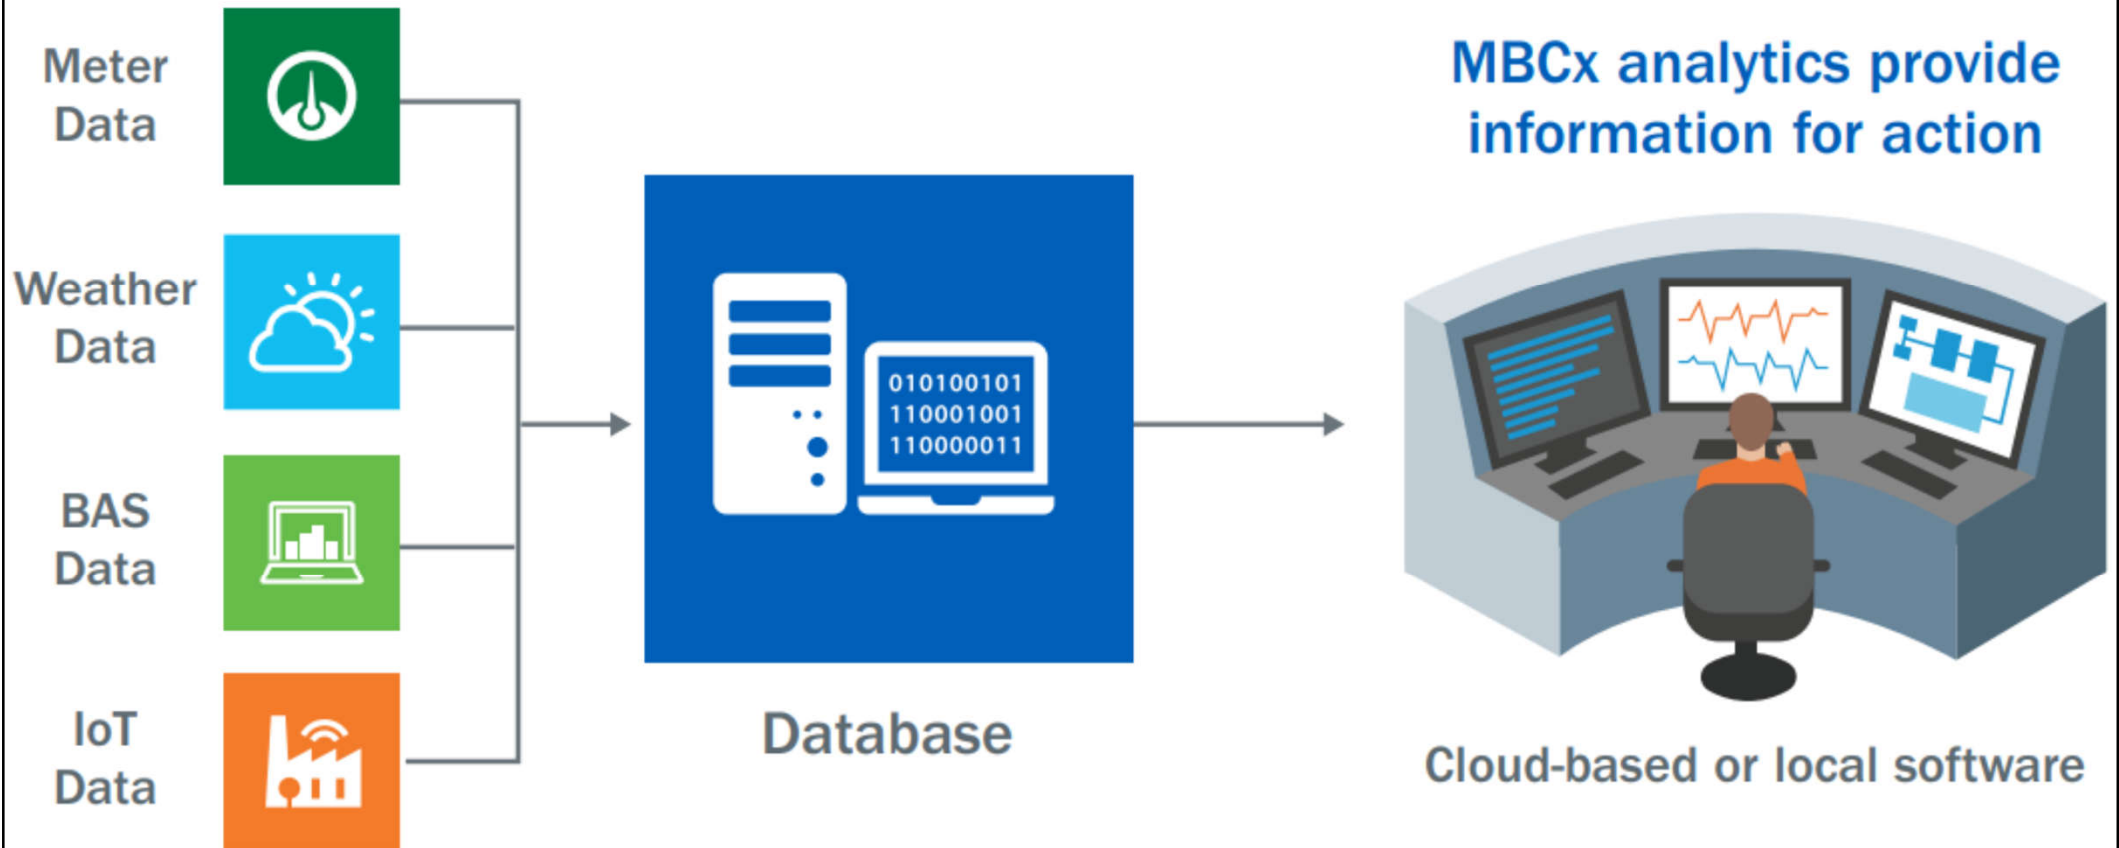 Meter
Data
Weather
Data
BAS
Data
IoT
Data
010100101
110001001
110000011
Database
MBCx analytics provide
information for action
Cloud-based or local software